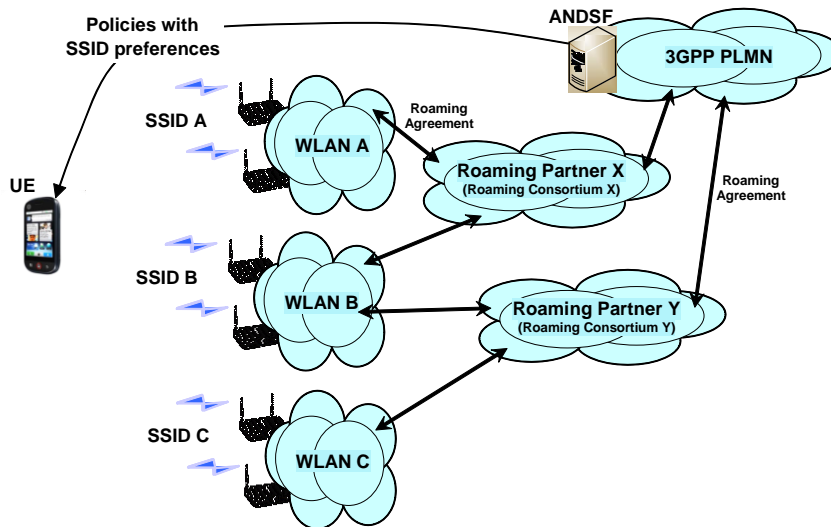 Policies with
SSID preferences
ANDSF
3GPP PLMN
SSID A
WLAN A
Roaming
Agreement
Roaming Partner X
(Roaming Consortium X)
Roaming
Agreement
UE
SSID B
WLAN B
Roaming Partner Y
(Roaming Consortium Y)
SSID C
WLAN C